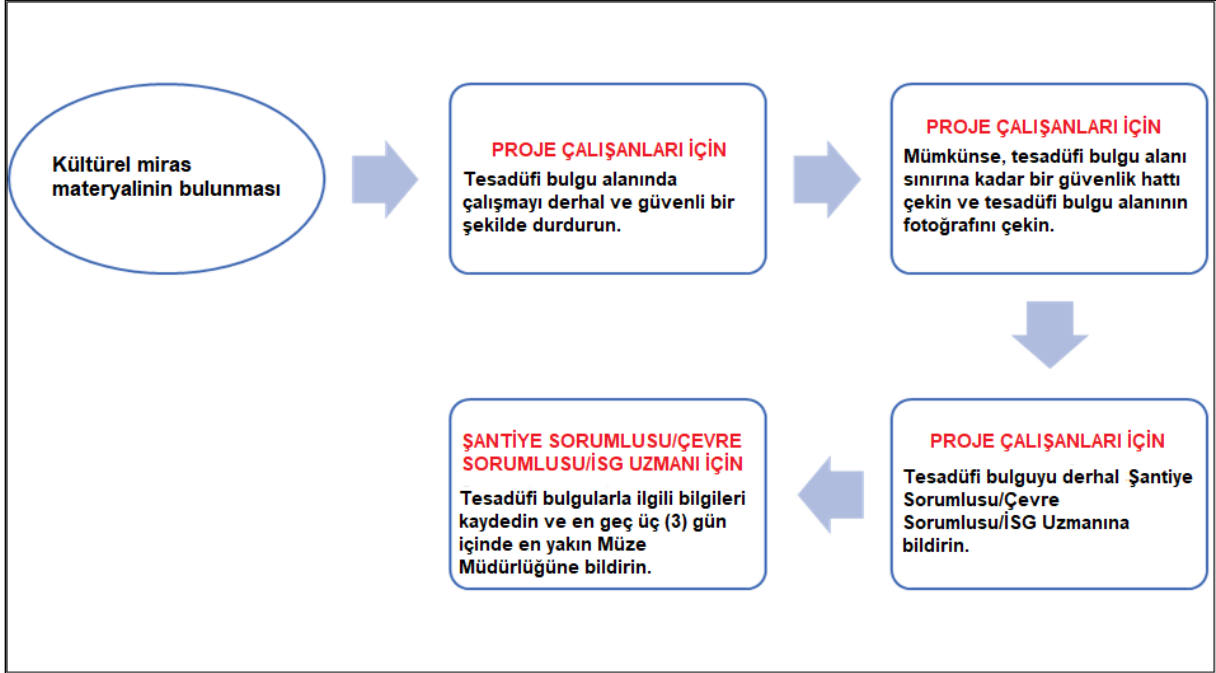 Kültürel miras
materyalinin bulunması
PROJE ÇALIŞANLARI İÇİN
Tesadüfi bulgu alanında
çalışmayı derhal ve güvenli bir
şekilde durdurun.
PROJE ÇALIŞANLARI İÇİN
Mümkünse, tesadüfi bulgu alanı
sınırına kadar bir güvenlik hattı
çekin ve tesadüfi bulgu alanının
fotoğrafını çekin.
PROJE ÇALIŞANLARI İÇİN
Tesadüfi bulguyu derhal Şantiye
Sorumlusu/Çevre
Sorumlusu/İSG Uzmanına
bildirin.
ŞANTİYE SORUMLUSU/ÇEVRE
SORUMLUSU/İSG UZMANI İÇİN
Tesadüfi bulgularla ilgili bilgileri
kaydedin ve en geç üç (3) gün
içinde en yakın Müze
Müdürlüğüne bildirin.